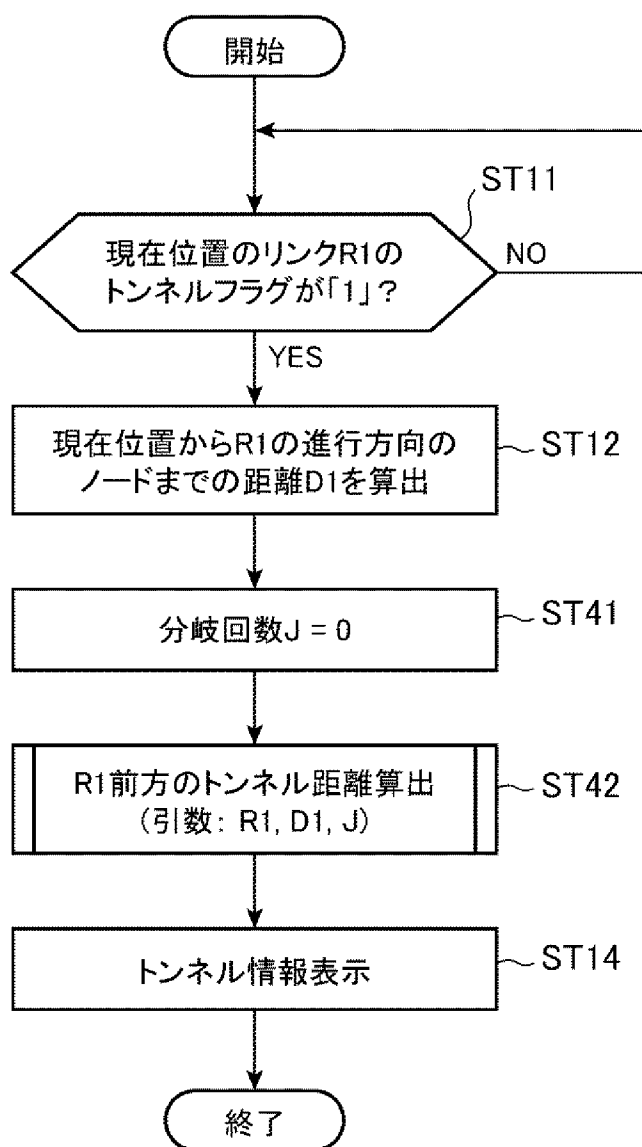 開始
ST11
現在位置のリンクR1の
トンネルフラグが「1」?
NO
YES
現在位置からR1の進行方向の
ノードまでの距離D1を算出
ST12
分岐回数J = 0
ST41
R1前方のトンネル距離算出
(引数: R1, D1, J)
ST42
トンネル情報表示
ST14
終了